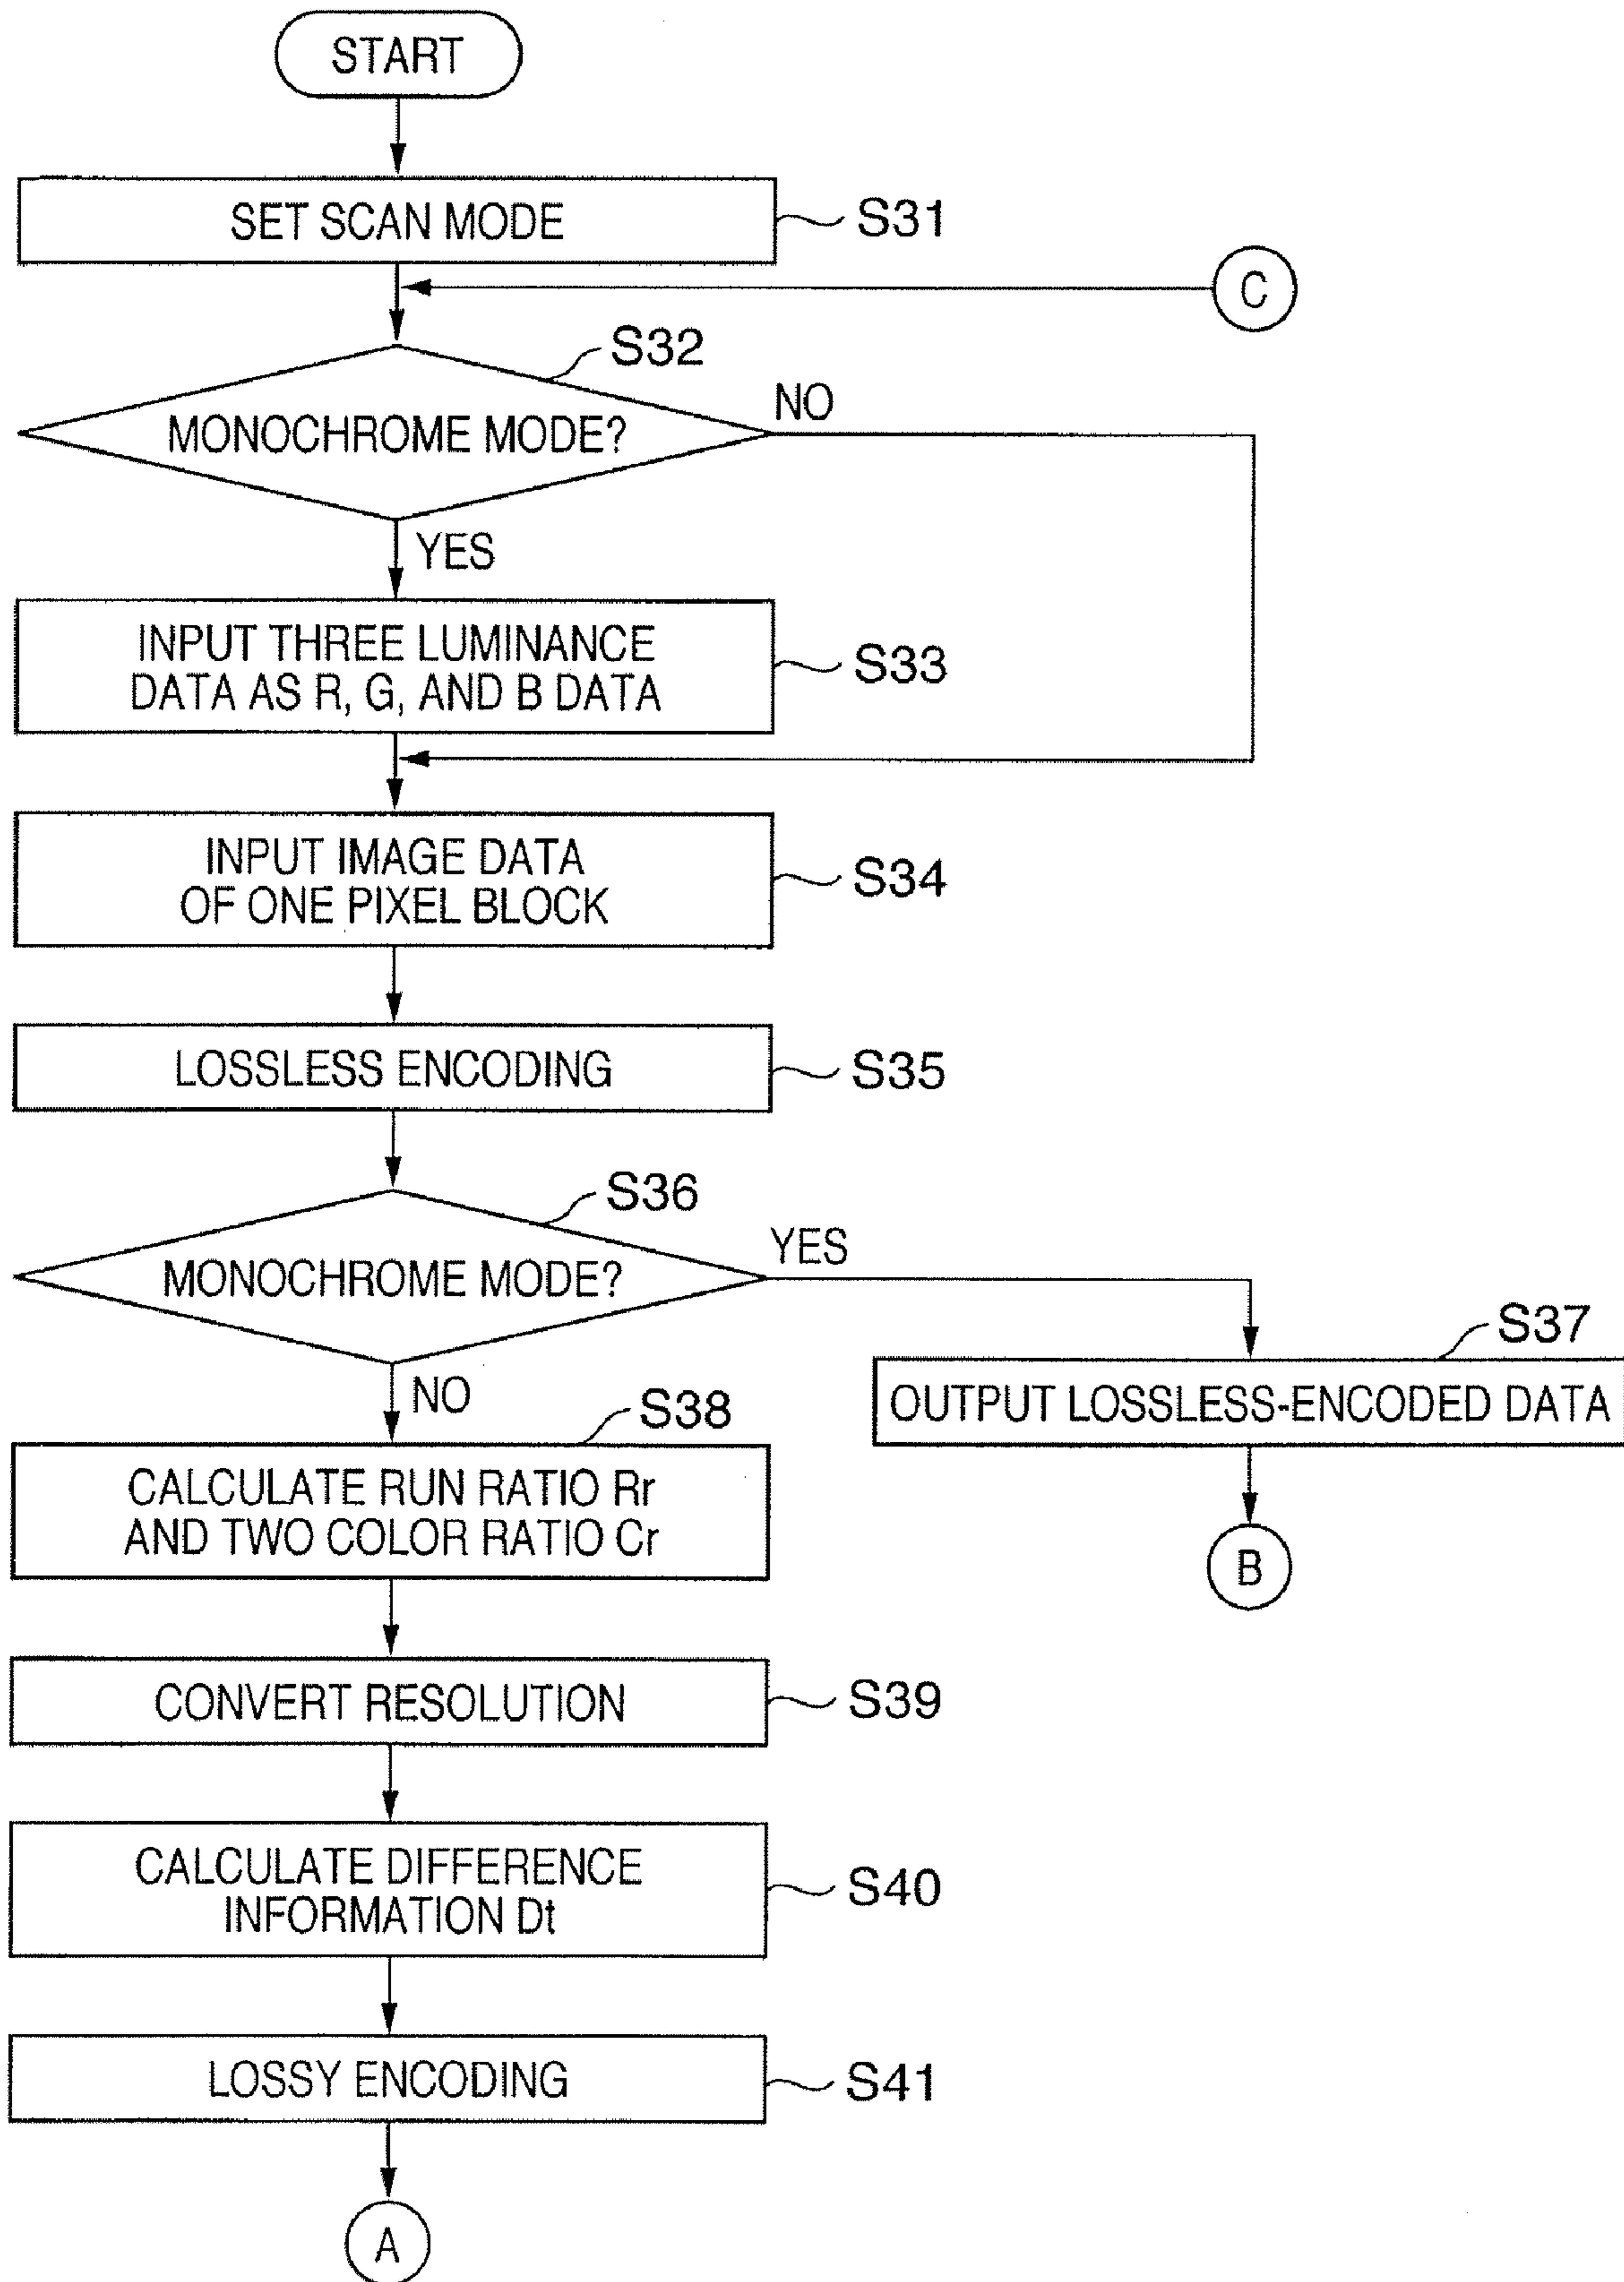 START
SET SCAN MODE
S31
C
S32
MONOCHROME MODE?
NO
YES
INPUT THREE LUMINANCE
DATA AS R, G, AND B DATA
S33
INPUT IMAGE DATA
OF ONE PIXEL BLOCK
S34
LOSSLESS ENCODING
S35
S36
MONOCHROME MODE?
YES
S37
OUTPUT LOSSLESS-ENCODED DATA
B
NO
S38
CALCULATE RUN RATIO Rr
AND TWO COLOR RATIO Cr
CONVERT RESOLUTION
S39
CALCULATE DIFFERENCE
INFORMATION Dt
S40
LOSSY ENCODING
S41
A